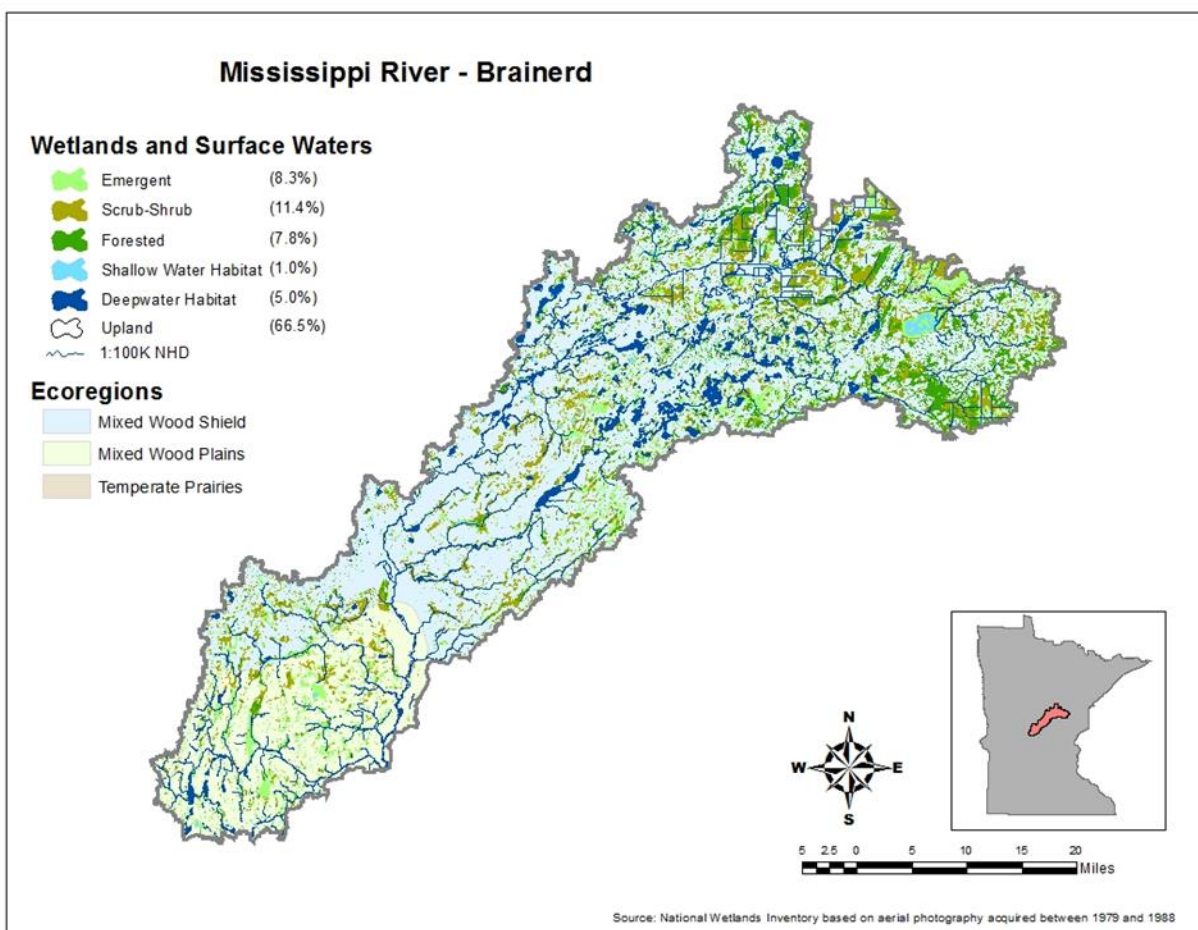 Mississippi River - Brainerd
Wetlands and Surface Waters
Emergent (8.3%)
Scrub-Shrub (11.4%)
Forested (7.8%)
Shallow Water Habitat (1.0%)
Deepwater Habitat (5.0%)
Upland (66.5%)
1:100K NHD
Ecoregions
Mixed Wood Shield
Mixed Wood Plains
Temperate Prairies
N
W E
S
5 2.5 0 5 10 15 20
Miles
Source: National Wetlands Inventory based on aerial photography acquired between 1979 and 1988